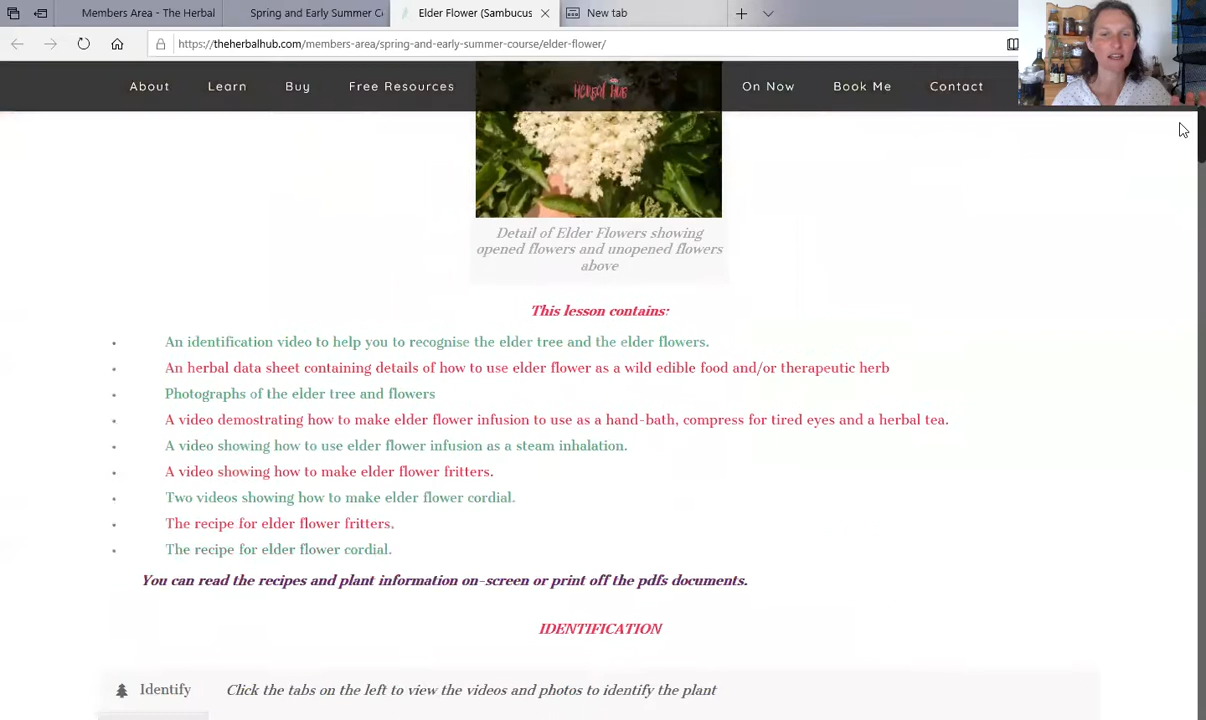 Members Area - The Herbal
Spring and Early Summer Co
Elder Flower (Sambucus
New tab
https://theherbalhub.com/members-area/spring-and-early-summer-course/elder-flower/
About
Learn
Buy
Free Resources
Herbal Hub
On Now
Book Me
Contact
Detail of Elder Flowers showing
opened flowers and unopened flowers
above
This lesson contains:
An identification video to help you to recognise the elder tree and the elder flowers.
An herbal data sheet containing details of how to use elder flower as a wild edible food and/or therapeutic herb
Photographs of the elder tree and flowers
A video demostrating how to make elder flower infusion to use as a hand-bath, compress for tired eyes and a herbal tea.
A video showing how to use elder flower infusion as a steam inhalation.
A video showing how to make elder flower fritters.
Two videos showing how to make elder flower cordial.
The recipe for elder flower fritters,
The recipe for elder flower cordial.
You can read the recipes and plant information on-screen or print off the pdfs documents.
IDENTIFICATION
Identify
Click the tabs on the left to view the videos and photos to identify the plant